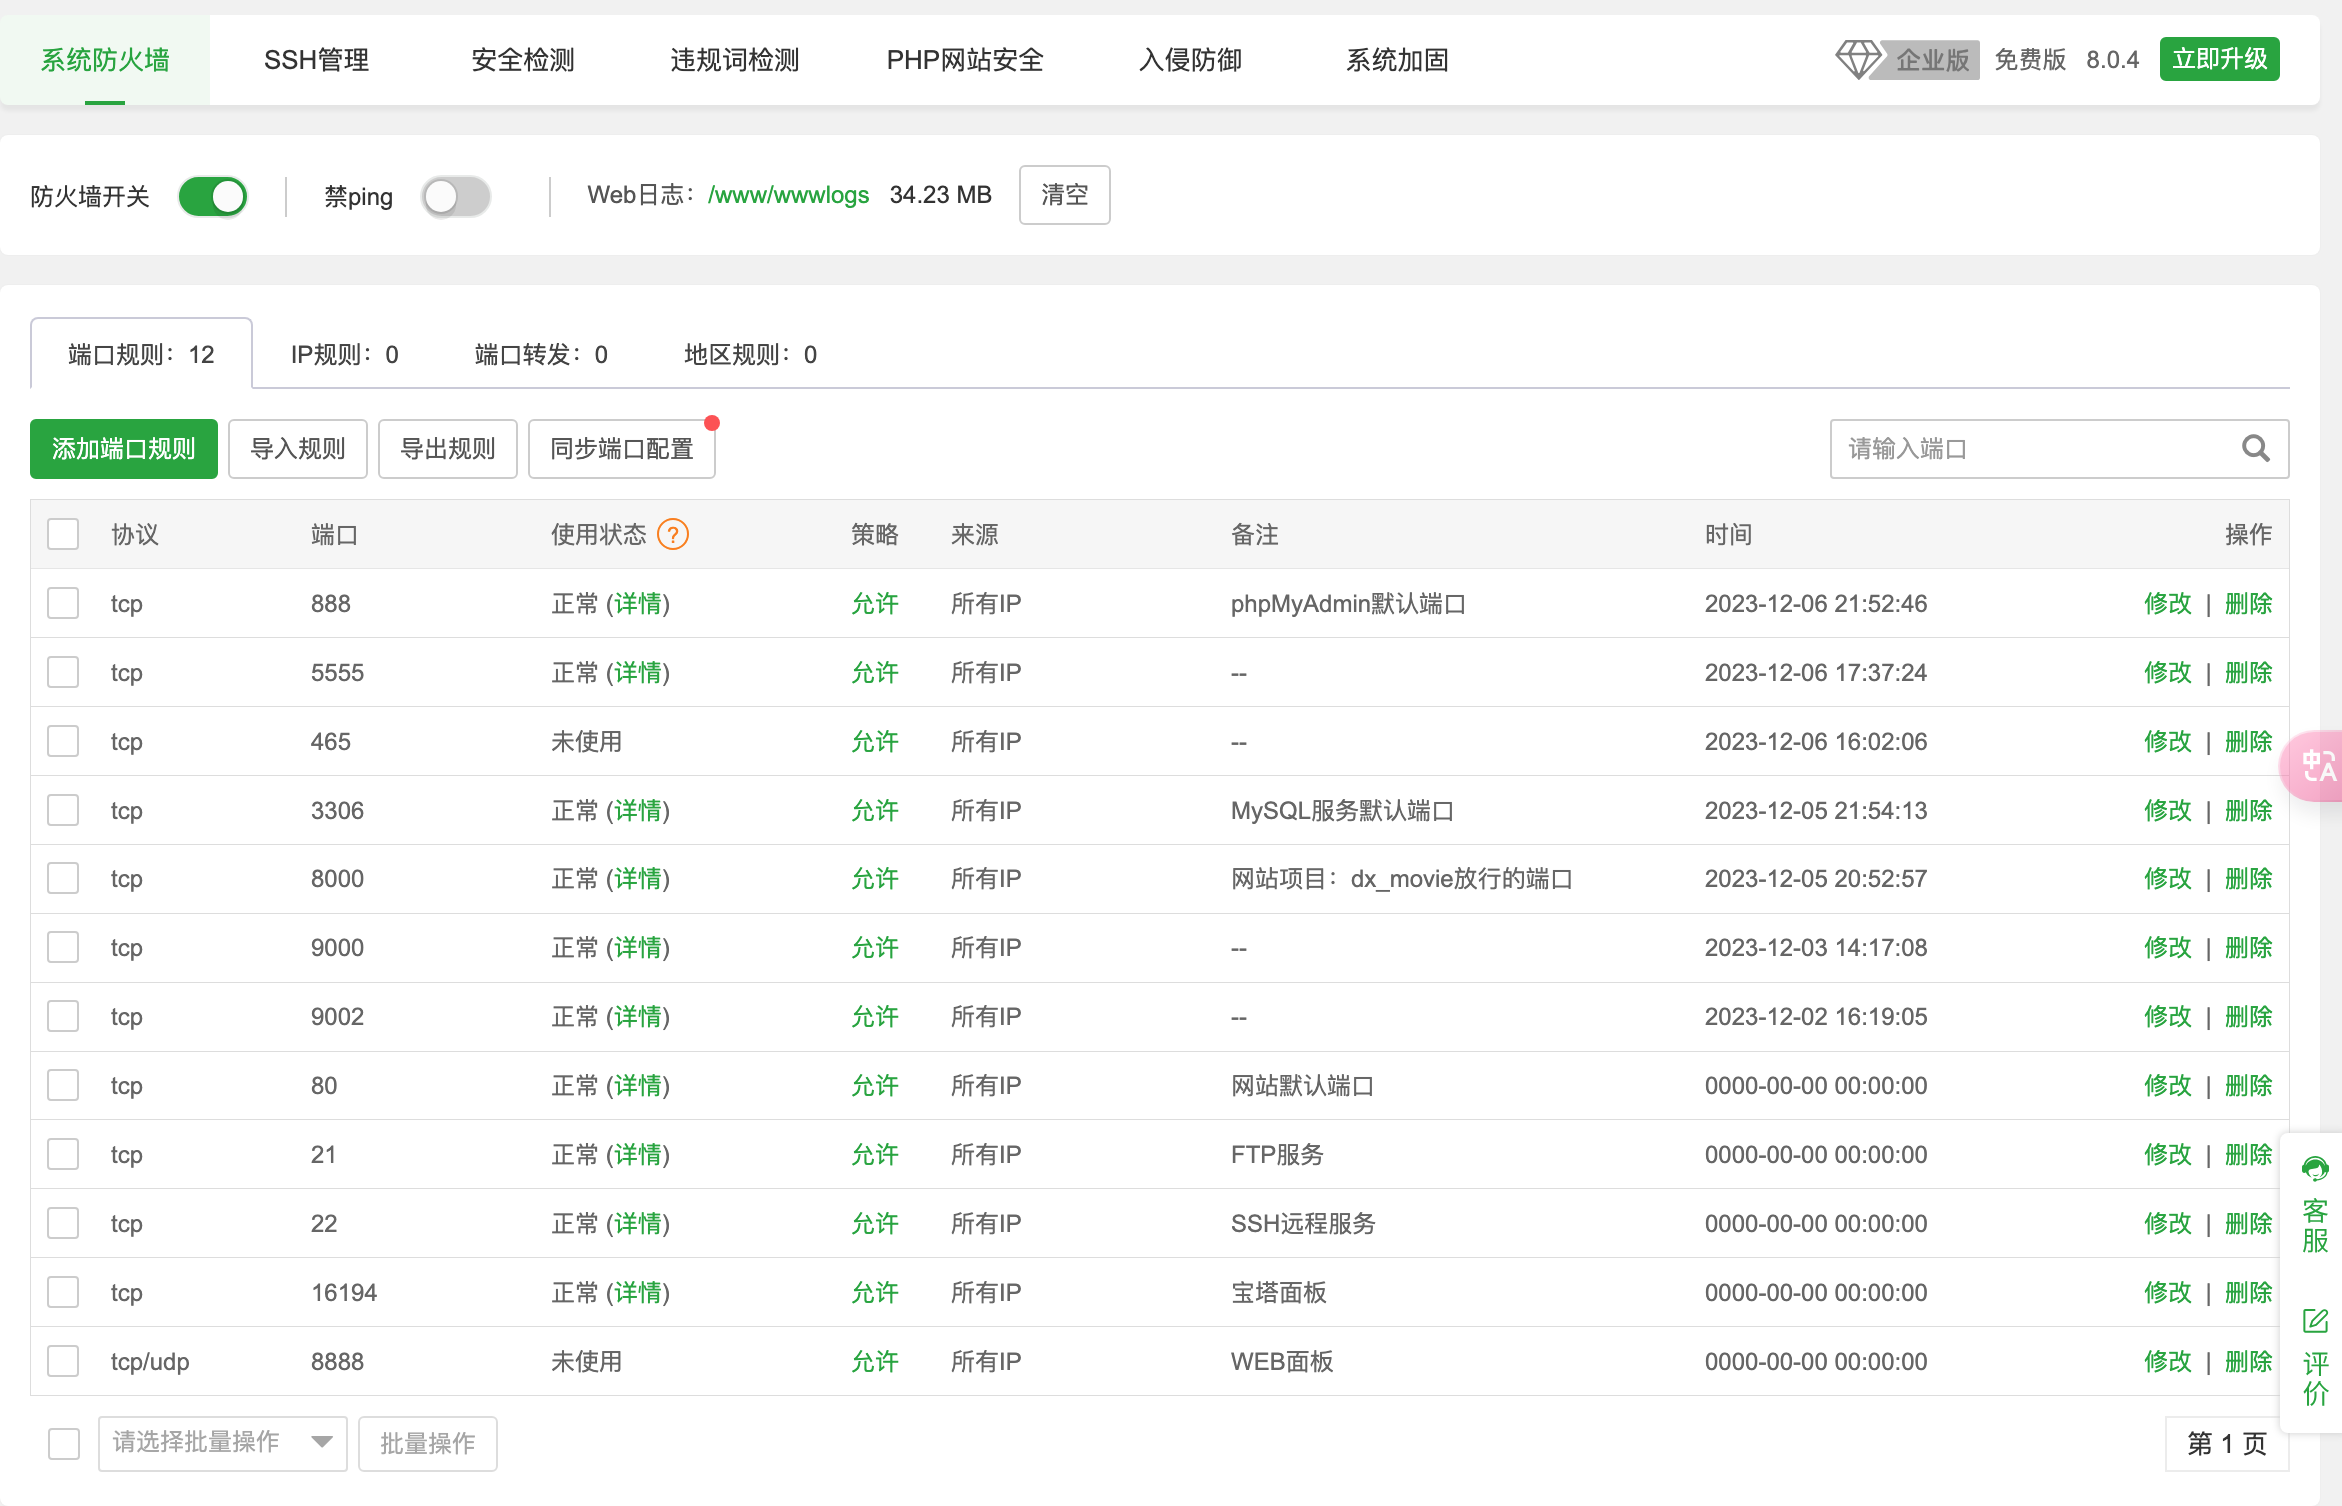 系统防火墙 SSH管理 安全检测 违规词检测 PHP网站安全 入侵防御 系统加固 企业版 免费版 8.0.4 立即升级
防火墙开关 禁ping Web日志：/www/wwwlogs 34.23 MB 清空
端口规则：12 IP规则：0 端口转发：0 地区规则：0
添加端口规则 导入规则 导出规则 同步端口配置 请输入端口
协议 端口 使用状态 ? 策略 来源 备注 时间 操作
tcp 888 正常 (详情) 允许 所有IP phpMyAdmin默认端口 2023-12-06 21:52:46 修改 | 删除
tcp 5555 正常 (详情) 允许 所有IP -- 2023-12-06 17:37:24 修改 | 删除
tcp 465 未使用 允许 所有IP -- 2023-12-06 16:02:06 修改 | 删除
中A
tcp 3306 正常 (详情) 允许 所有IP MySQL服务默认端口 2023-12-05 21:54:13 修改 | 删除
tcp 8000 正常 (详情) 允许 所有IP 网站项目：dx_movie放行的端口 2023-12-05 20:52:57 修改 | 删除
tcp 9000 正常 (详情) 允许 所有IP -- 2023-12-03 14:17:08 修改 | 删除
tcp 9002 正常 (详情) 允许 所有IP -- 2023-12-02 16:19:05 修改 | 删除
tcp 80 正常 (详情) 允许 所有IP 网站默认端口 0000-00-00 00:00:00 修改 | 删除
tcp 21 正常 (详情) 允许 所有IP FTP服务 0000-00-00 00:00:00 修改 | 删除
tcp 22 正常 (详情) 允许 所有IP SSH远程服务 0000-00-00 00:00:00 修改 | 删除
tcp 16194 正常 (详情) 允许 所有IP 宝塔面板 0000-00-00 00:00:00 修改 | 删除
tcp/udp 8888 未使用 允许 所有IP WEB面板 0000-00-00 00:00:00 修改 | 删除
客服
评价
请选择批量操作 批量操作 第 1 页